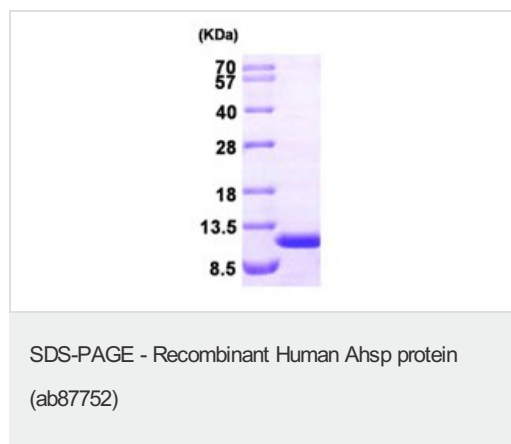 (KDa)
70
57
40
28
18
13.5
8.5
SDS-PAGE - Recombinant Human Ahsp protein
(ab87752)